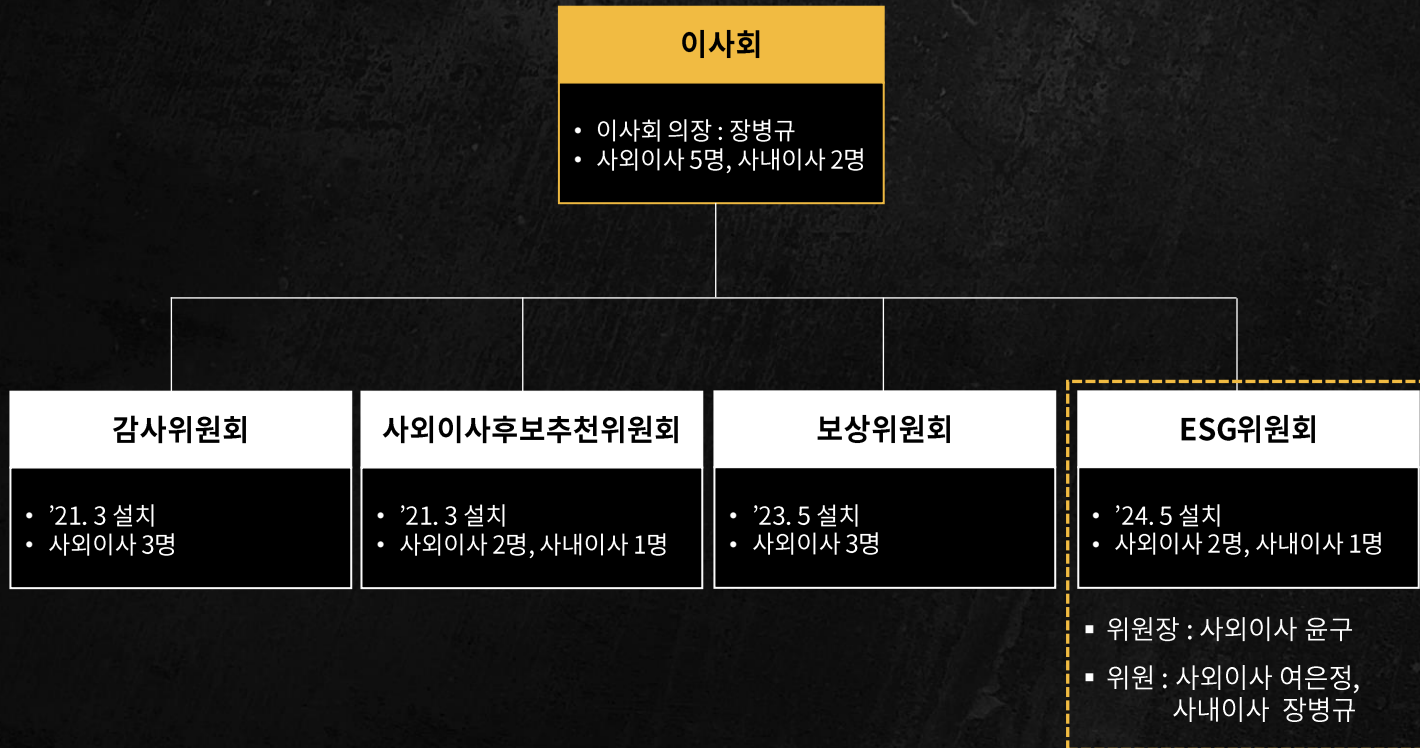 이사회
• 이사회 의장 : 장병규
• 사외이사 5명, 사내이사 2명
감사위원회
• ’21. 3 설치
• 사외이사 3명
사외이사후보추천위원회
• ’21. 3 설치
• 사외이사 2명, 사내이사 1명
보상위원회
• ’23. 5 설치
• 사외이사 3명
ESG위원회
• ’24. 5 설치
• 사외이사 2명, 사내이사 1명
▪ 위원장 : 사외이사 윤구
▪ 위원 : 사외이사 여은정,
사내이사 장병규